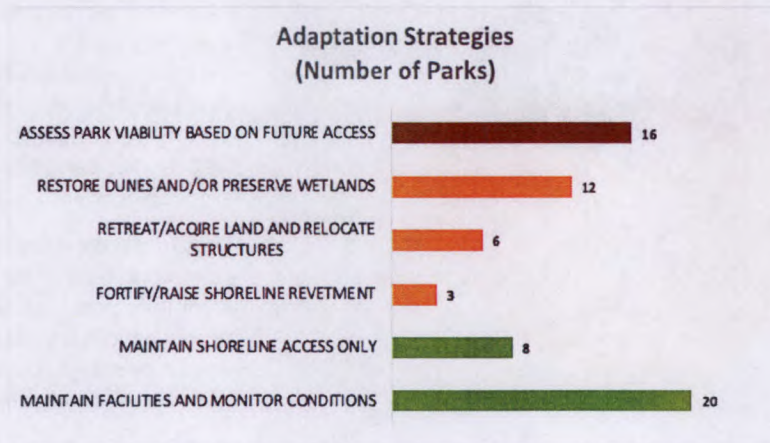 Adaptation Strategies
(Number of Parks)
ASSESS PARK VIABILITY BASED ON FUTURE ACCESS
16
RESTORE DUNES AND/OR PRESERVE WETLANDS
12
RETREAT/ACQIRE LAND AND RELOCATE
STRUCTURES
6
FORTIFY/RAISE SHORELINE REVETMENT
3
MAINTAIN SHORELINE ACCESS ONLY
8
MAINTAIN FACILITIES AND MONITOR CONDITIONS
20